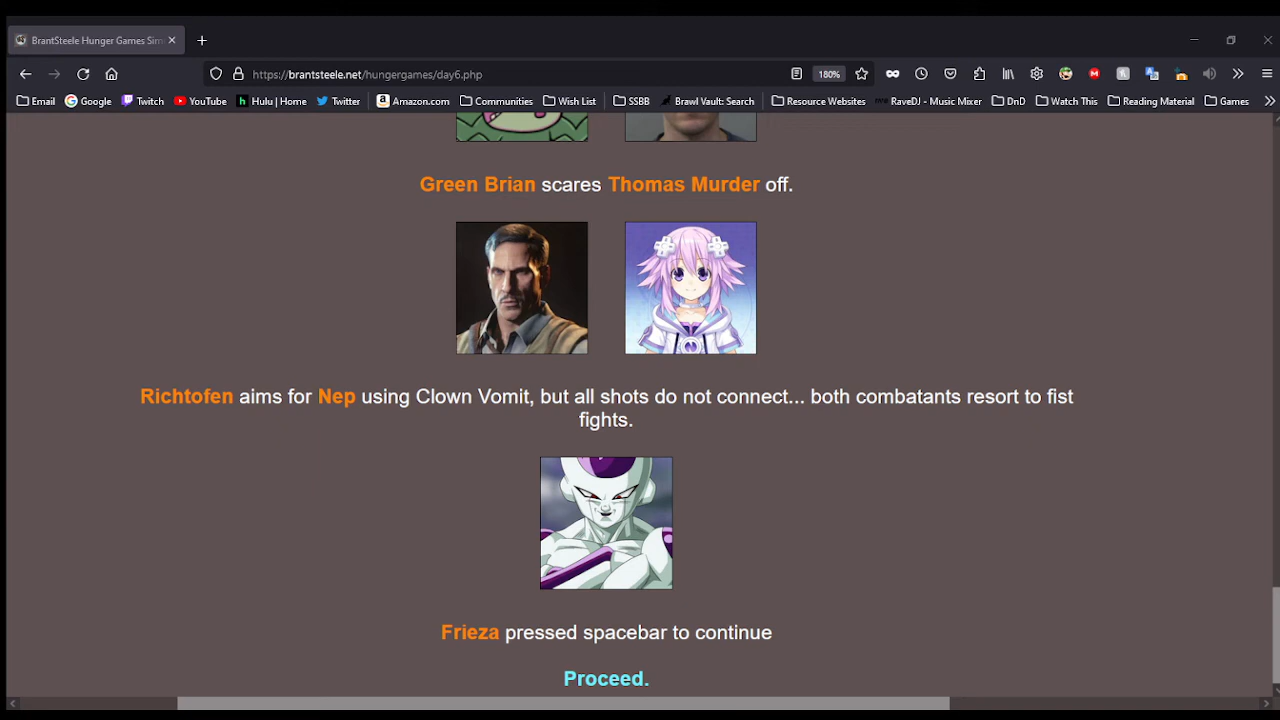 BrantSteele Hunger Games Sim
https://brantsteele.net/hungergames/day6.php
180%
Email Google Twitch YouTube Hulu | Home Twitter Amazon.com Communities Wish List SSBB Brawl Vault: Search Resource Websites RaveDJ - Music Mixer DnD Watch This Reading Material Games
Green Brian scares Thomas Murder off.
Richtofen aims for Nep using Clown Vomit, but all shots do not connect... both combatants resort to fist
fights.
Frieza pressed spacebar to continue
Proceed.